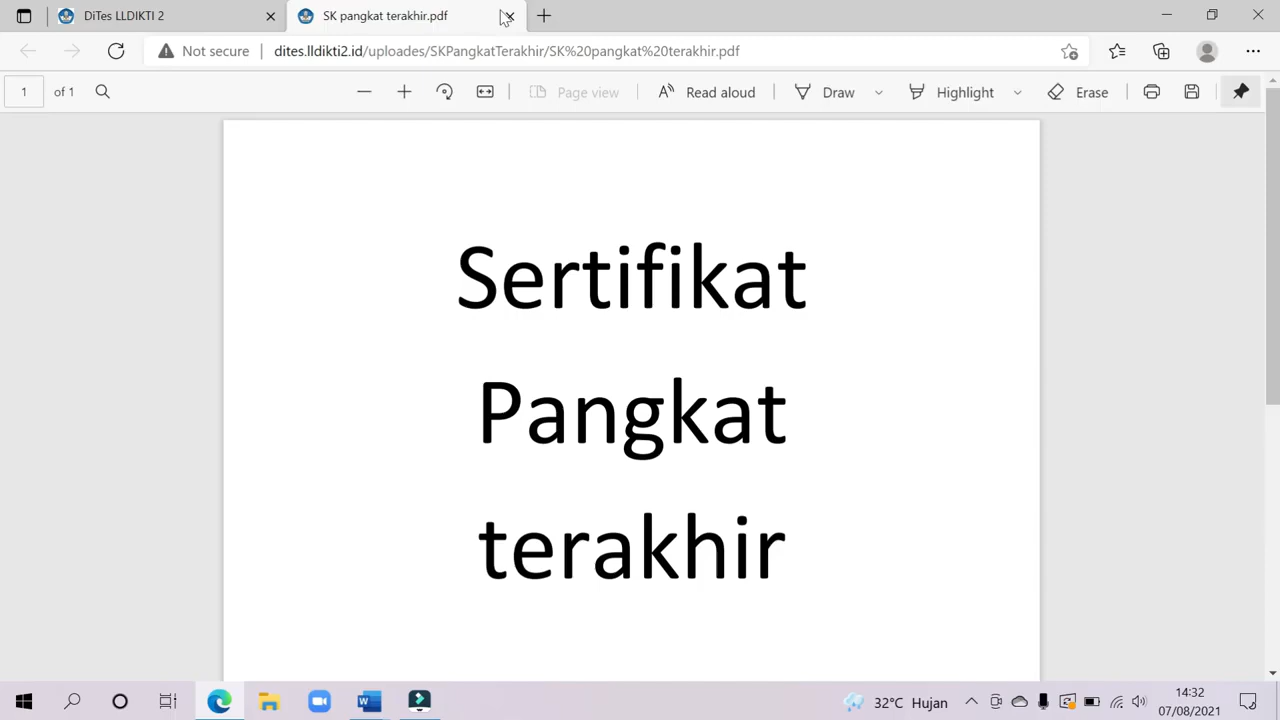 DiTes LLDIKTI 2
SK pangkat terakhir.pdf
Not secure
dites.lldikti2.id/uploades/SKPangkatTerakhir/SK%20pangkat%20terakhir.pdf
1 of 1
Page view
Read aloud
Draw
Highlight
Erase
Sertifikat
Pangkat
terakhir
32°C Hujan
14:32
07/08/2021